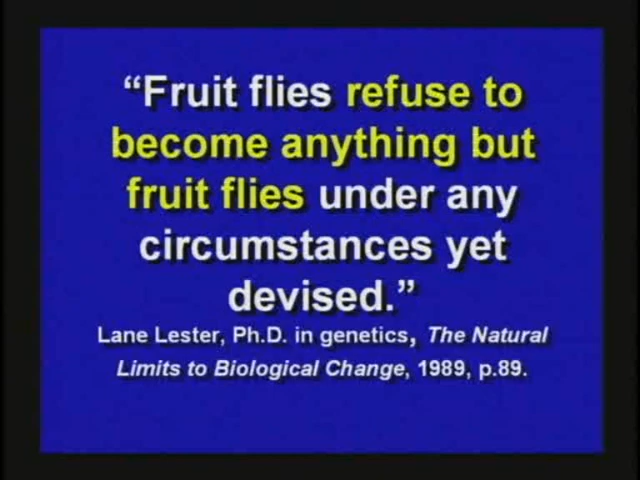 “Fruit flies refuse to
become anything but
fruit flies under any
circumstances yet
devised.”
Lane Lester, Ph.D. in genetics, The Natural
Limits to Biological Change, 1989, p.89.